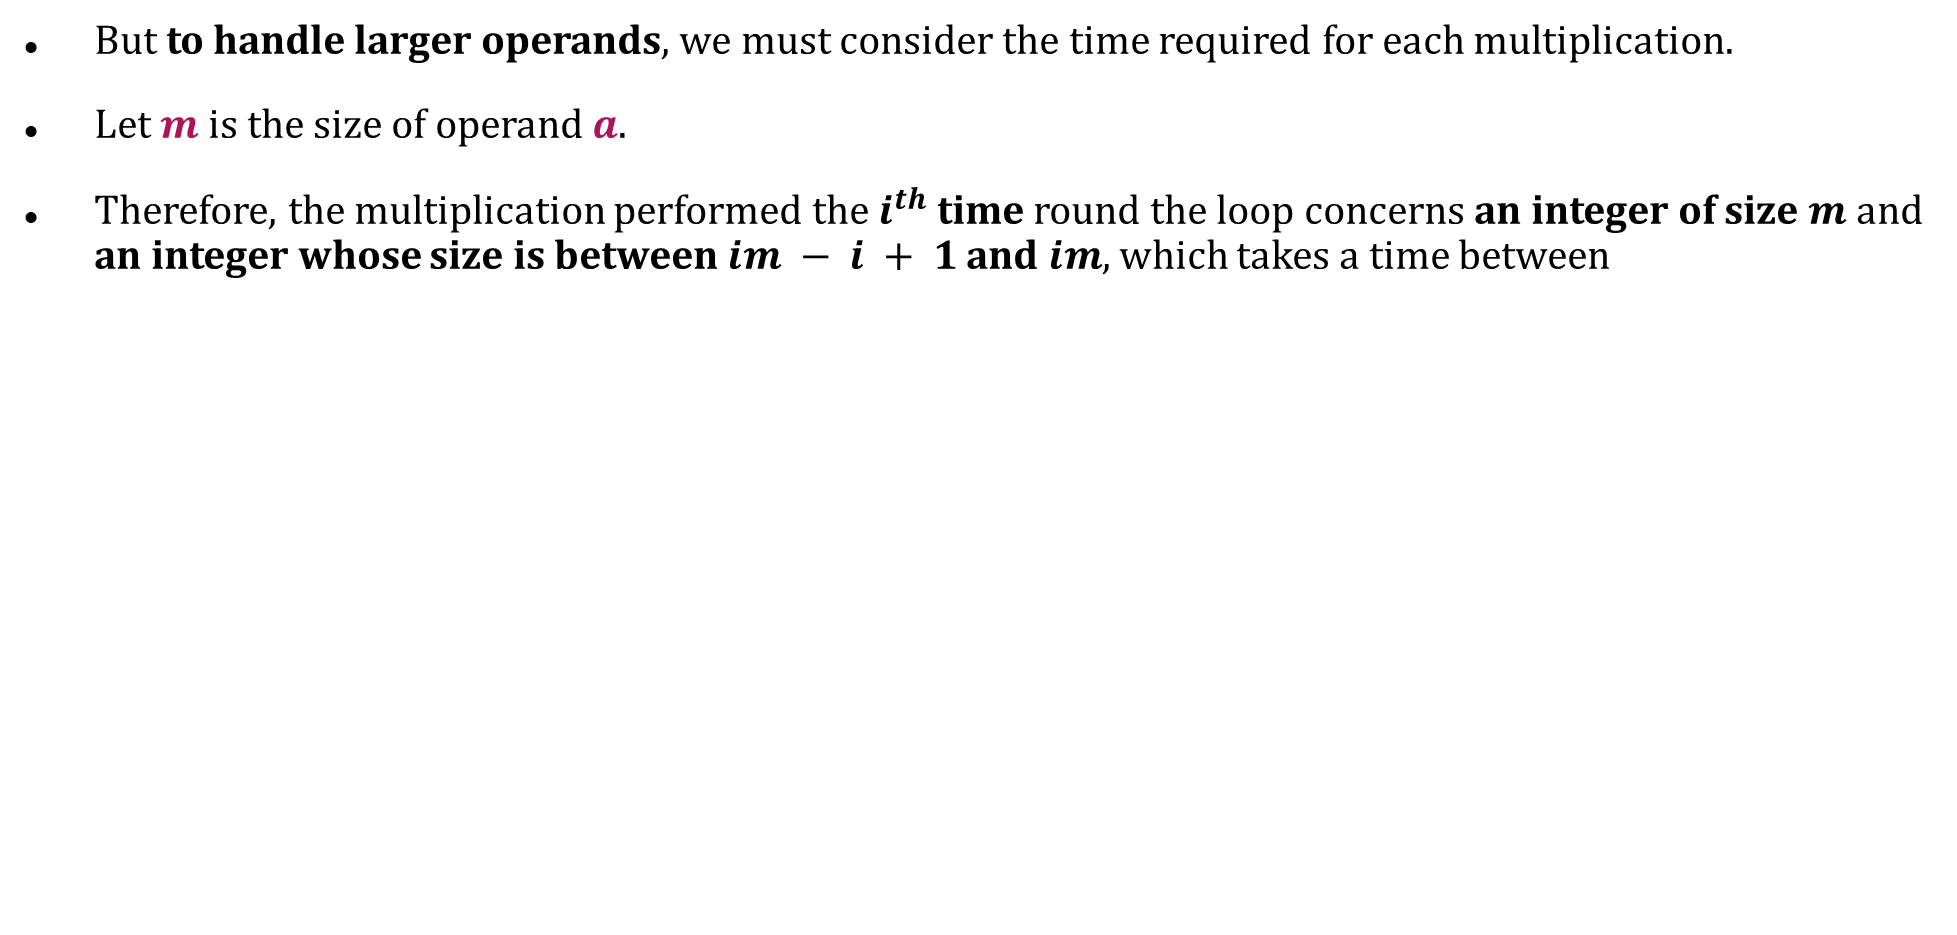 • But to handle larger operands, we must consider the time required for each multiplication.
• Let m is the size of operand a.
• Therefore, the multiplication performed the i^th time round the loop concerns an integer of size m and
an integer whose size is between im − i + 1 and im, which takes a time between